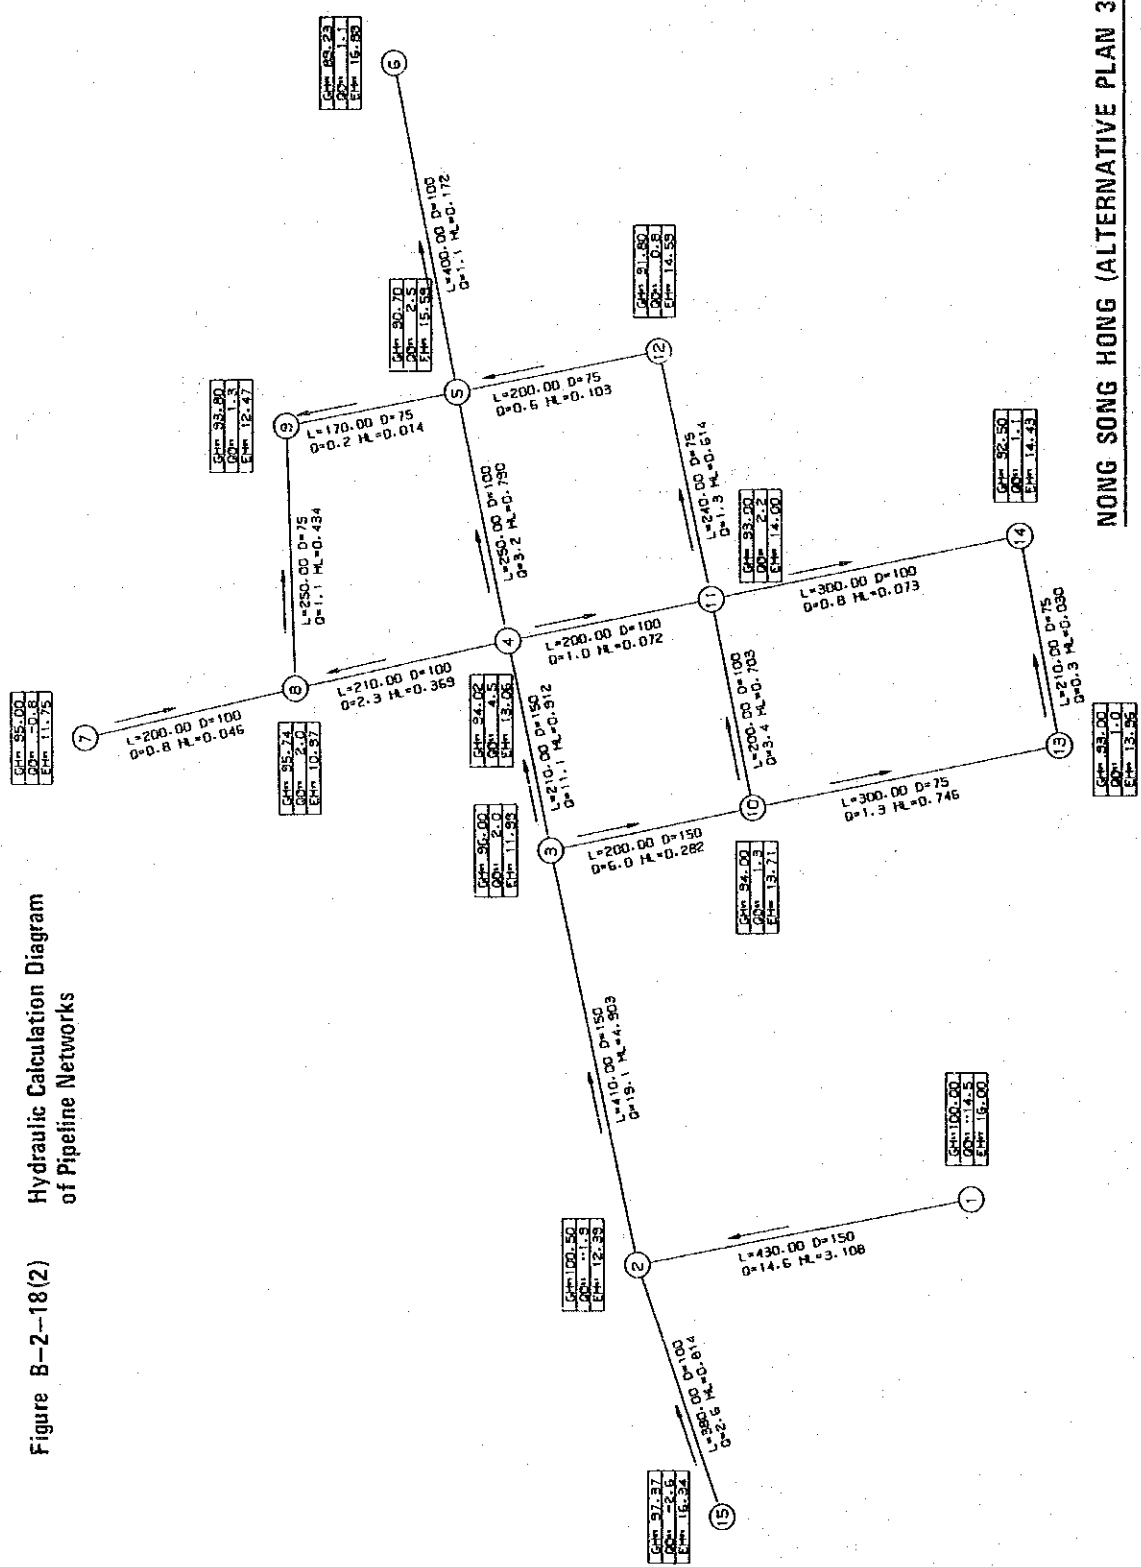 Figure B-2-18(2) Hydraulic Calculation Diagram
of Pipeline Networks
GH= 95.00
QD= -0.8
EH= 11.75
7
L=200.00 D=100
Q=0.8 HL=0.046
GH= 95.74
QD= 2.0
EH= 10.97
8
L=250.00 D=75
Q=1.1 HL=0.434
GH= 93.80
QD= 1.3
EH= 12.47
9
L=170.00 D=75
Q=0.2 HL=0.014
GH= 89.23
QD= 1.1
EH= 16.89
6
L=400.00 D=100
Q=1.1 HL=0.172
GH= 90.70
QD= 2.5
EH= 15.59
5
L=210.00 D=100
Q=2.3 HL=0.369
GH= 94.02
QD= 4.5
EH= 13.06
4
L=250.00 D=100
Q=3.2 HL=0.790
L=200.00 D=75
Q=0.6 HL=0.103
GH= 91.80
QD= 0.8
EH= 14.59
12
GH= 96.00
QD= 2.0
EH= 11.99
3
L=210.00 D=150
Q=11.1 HL=0.912
L=200.00 D=100
Q=1.0 HL=0.072
L=240.00 D=75
Q=1.3 HL=0.614
GH= 93.00
QD= 2.2
EH= 14.00
11
L=200.00 D=150
Q=6.0 HL=0.282
GH= 94.00
QD= 1.3
EH= 13.71
10
L=200.00 D=100
Q=3.4 HL=0.703
L=300.00 D=100
Q=0.8 HL=0.073
GH= 92.50
QD= 1.1
EH= 14.43
14
L=300.00 D=75
Q=1.3 HL=0.746
L=210.00 D=75
Q=0.3 HL=0.030
13
GH= 93.00
QD= 1.0
EH= 13.96
L=410.00 D=150
Q=19.1 HL=4.903
GH=100.50
QD= -1.9
EH= 12.39
2
L=430.00 D=150
Q=14.6 HL=3.108
GH=100.00
QD= -14.5
EH= 16.00
1
L=380.00 D=100
Q=2.6 HL=0.814
GH= 97.37
QD= -2.6
EH= 16.34
15
NONG SONG HONG (ALTERNATIVE PLAN 3